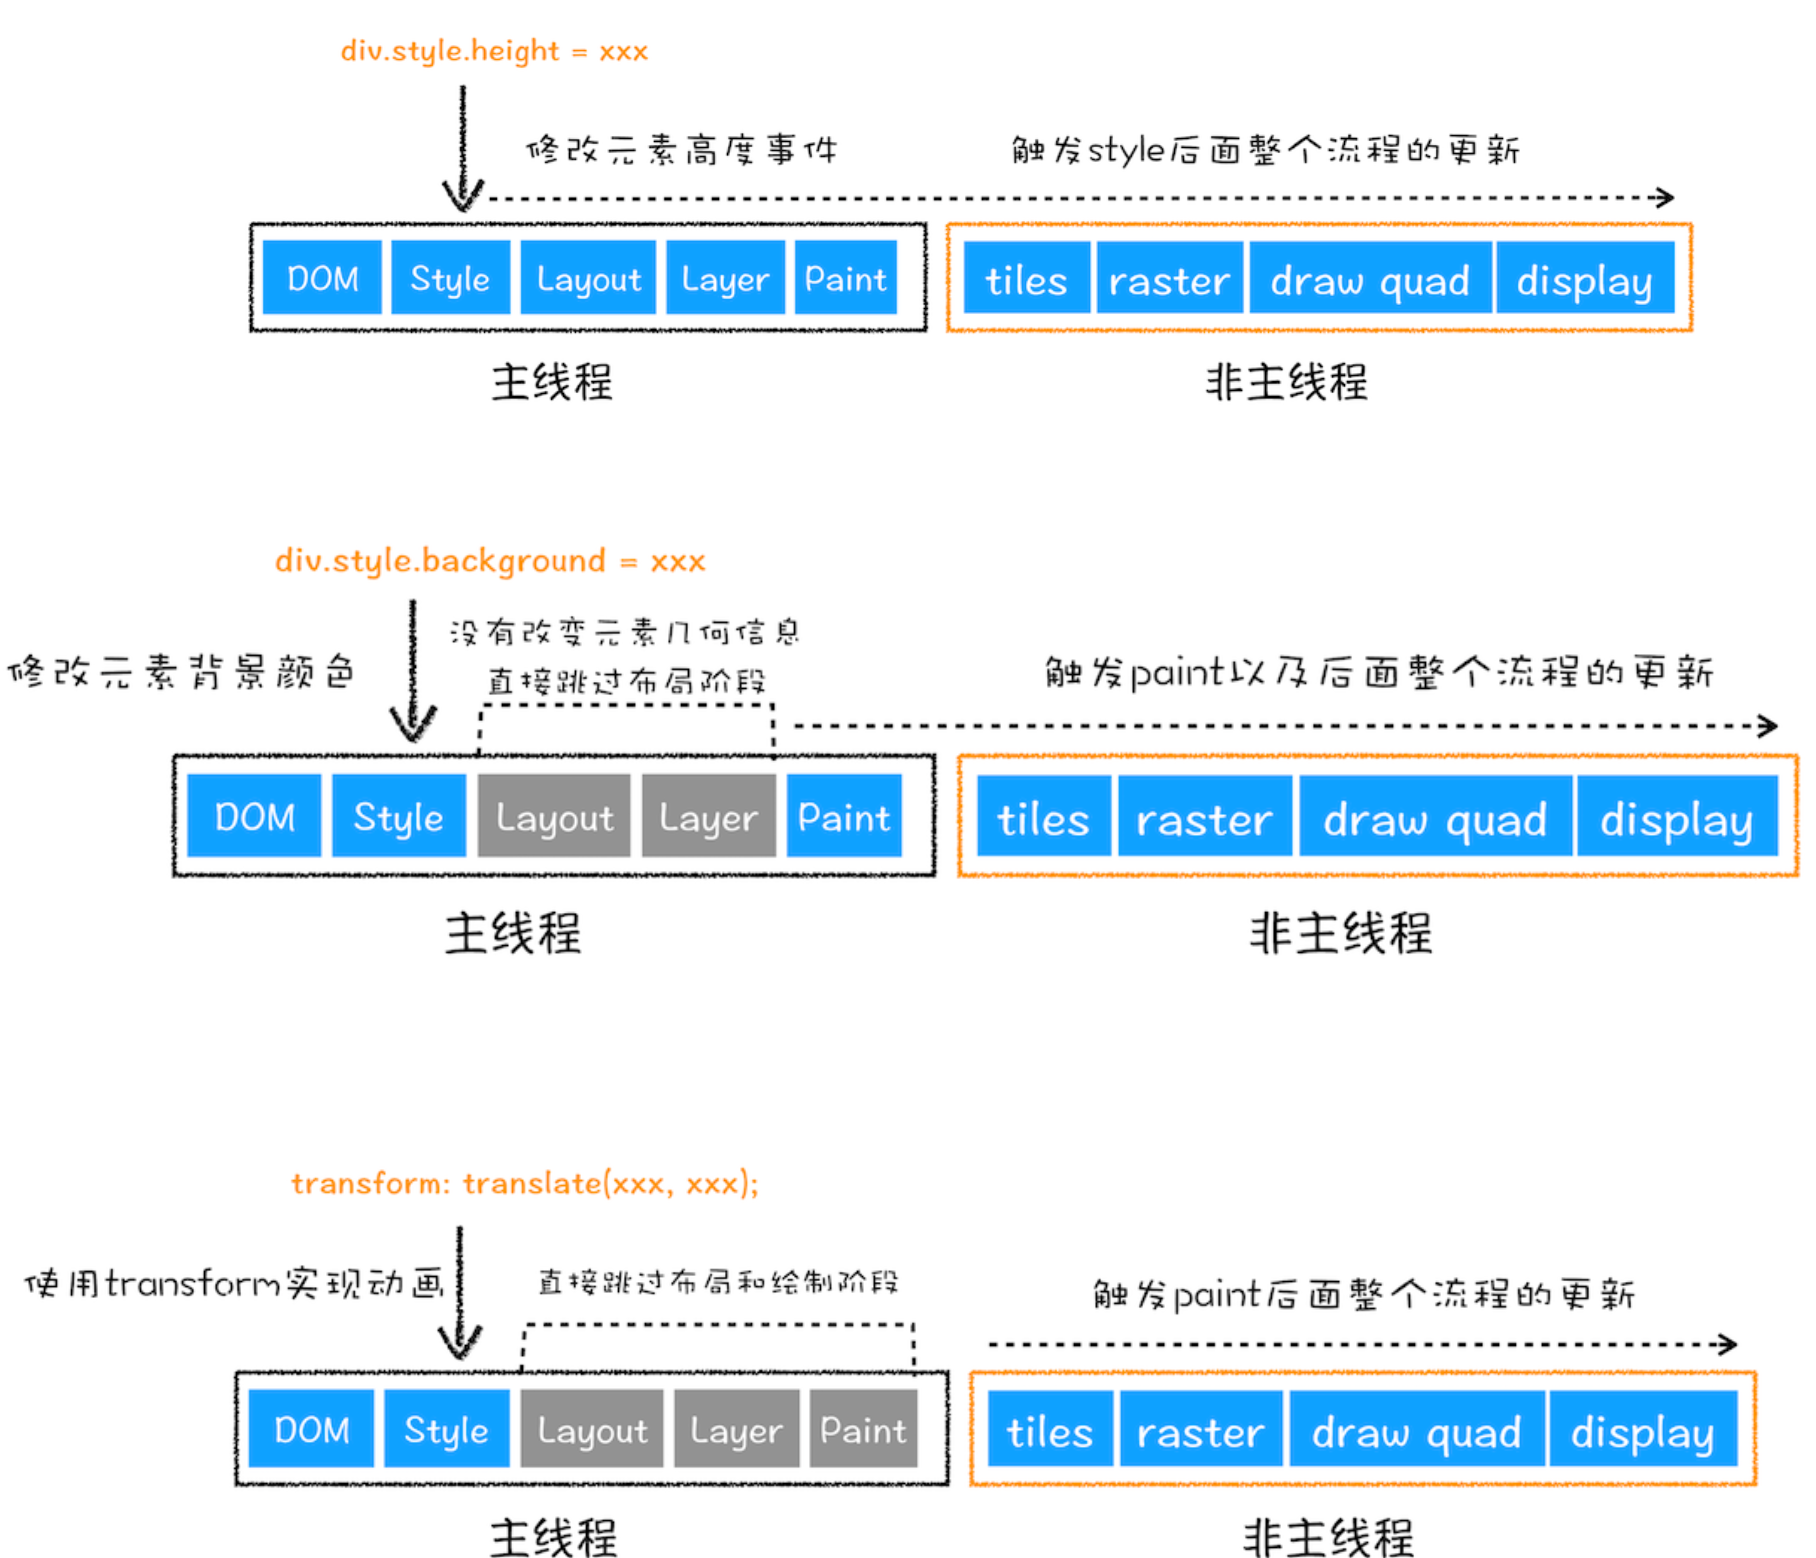 div.style.height = xxx
修改元素高度事件
触发style后面整个流程的更新
DOM Style Layout Layer Paint tiles raster draw quad display
主线程
非主线程
div.style.background = xxx
没有改变元素几何信息
直接跳过布局阶段
修改元素背景颜色
触发paint以及后面整个流程的更新
DOM Style Layout Layer Paint tiles raster draw quad display
主线程
非主线程
transform: translate(xxx, xxx);
使用transform实现动画
直接跳过布局和绘制阶段
触发paint后面整个流程的更新
DOM Style Layout Layer Paint tiles raster draw quad display
主线程
非主线程